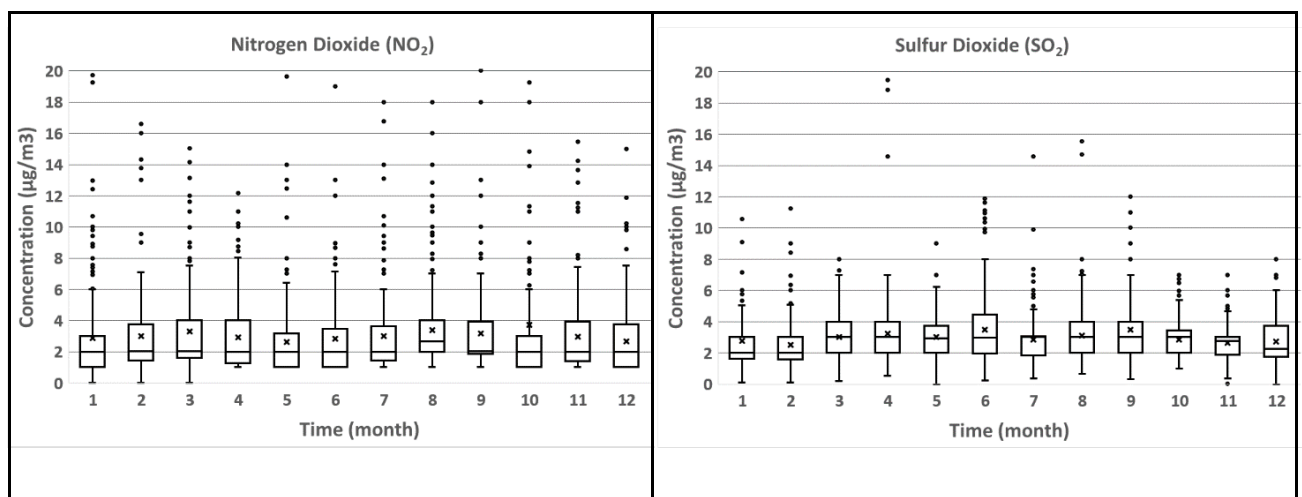 Nitrogen Dioxide (NO₂)
Concentration (µg/m3)
20
18
16
14
12
10
8
6
4
2
0
1 2 3 4 5 6 7 8 9 10 11 12
Time (month)
Sulfur Dioxide (SO₂)
Concentration (µg/m3)
20
18
16
14
12
10
8
6
4
2
0
1 2 3 4 5 6 7 8 9 10 11 12
Time (month)